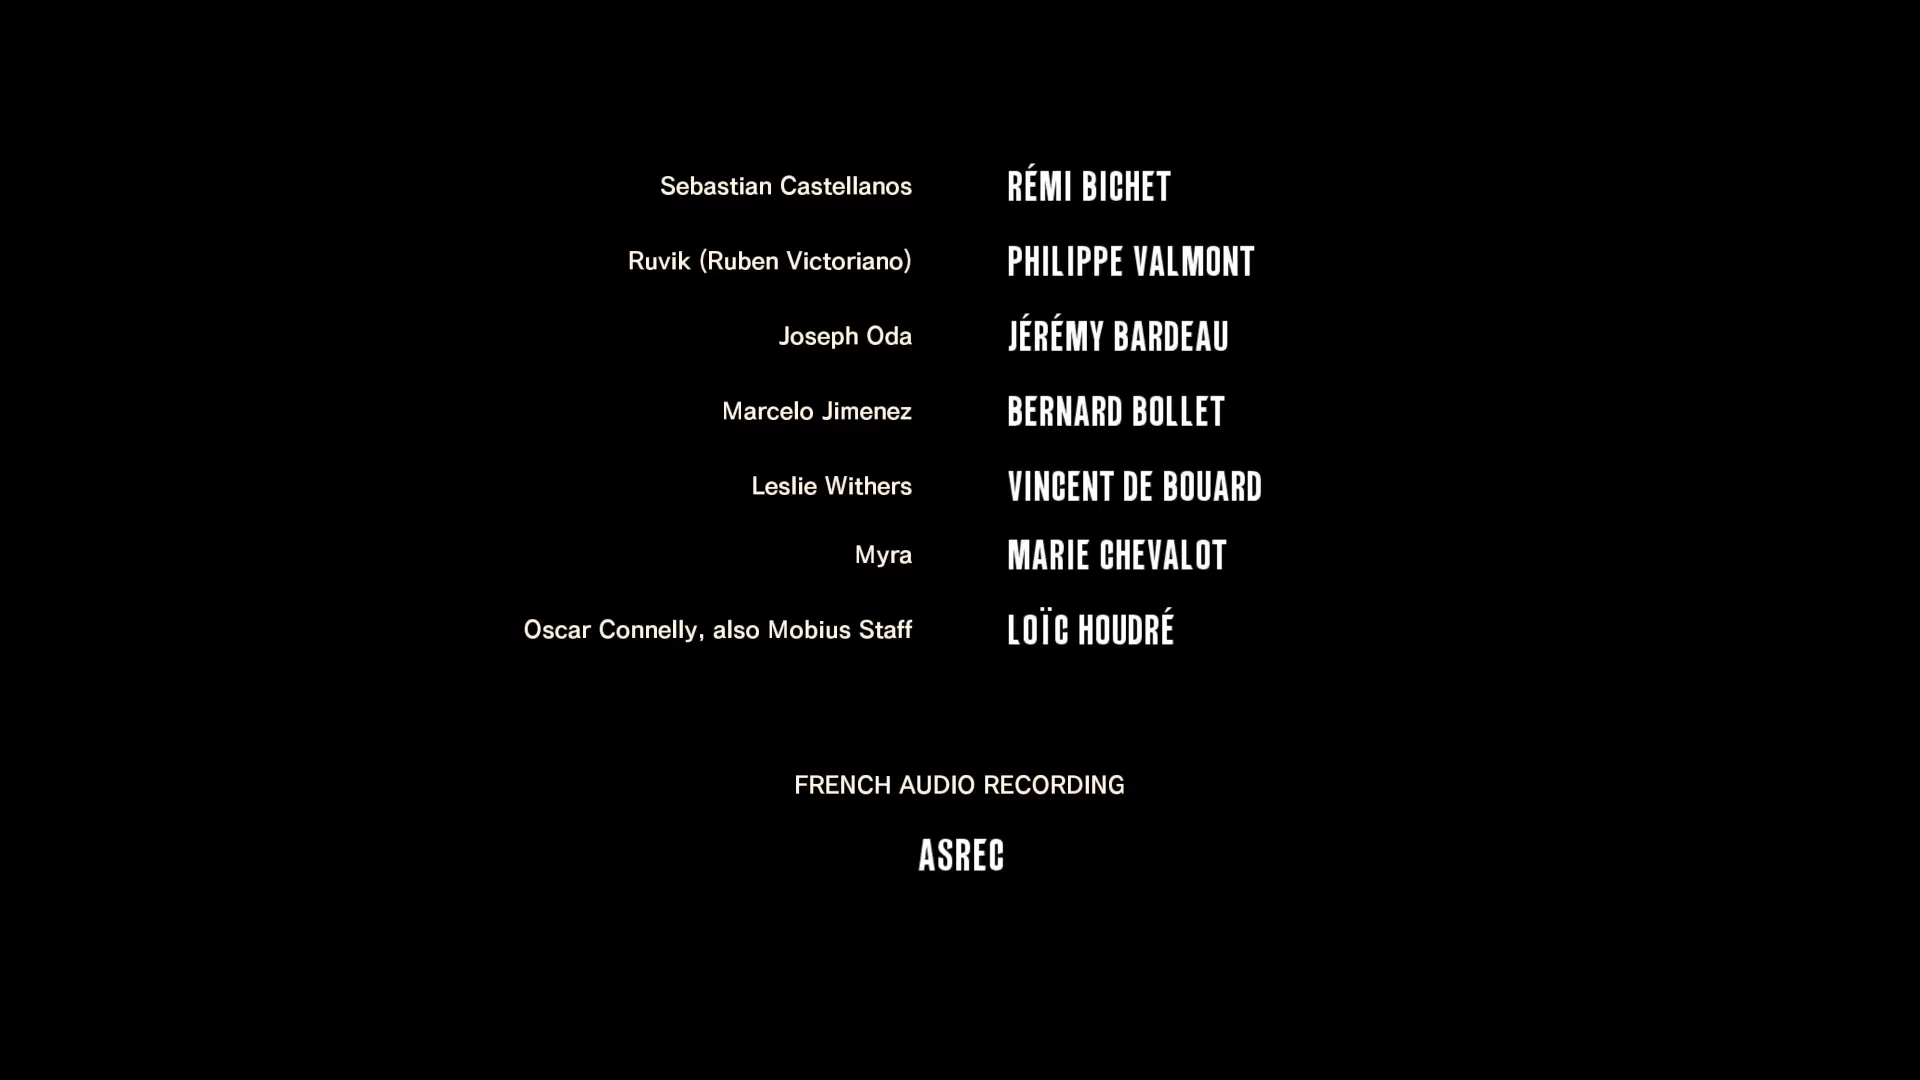 Sebastian Castellanos RÉMI BICHET
Ruvik (Ruben Victoriano) PHILIPPE VALMONT
Joseph Oda JÉRÉMY BARDEAU
Marcelo Jimenez BERNARD BOLLET
Leslie Withers VINCENT DE BOUARD
Myra MARIE CHEVALOT
Oscar Connelly, also Mobius Staff LOÏC HOUDRÉ
FRENCH AUDIO RECORDING
ASREC